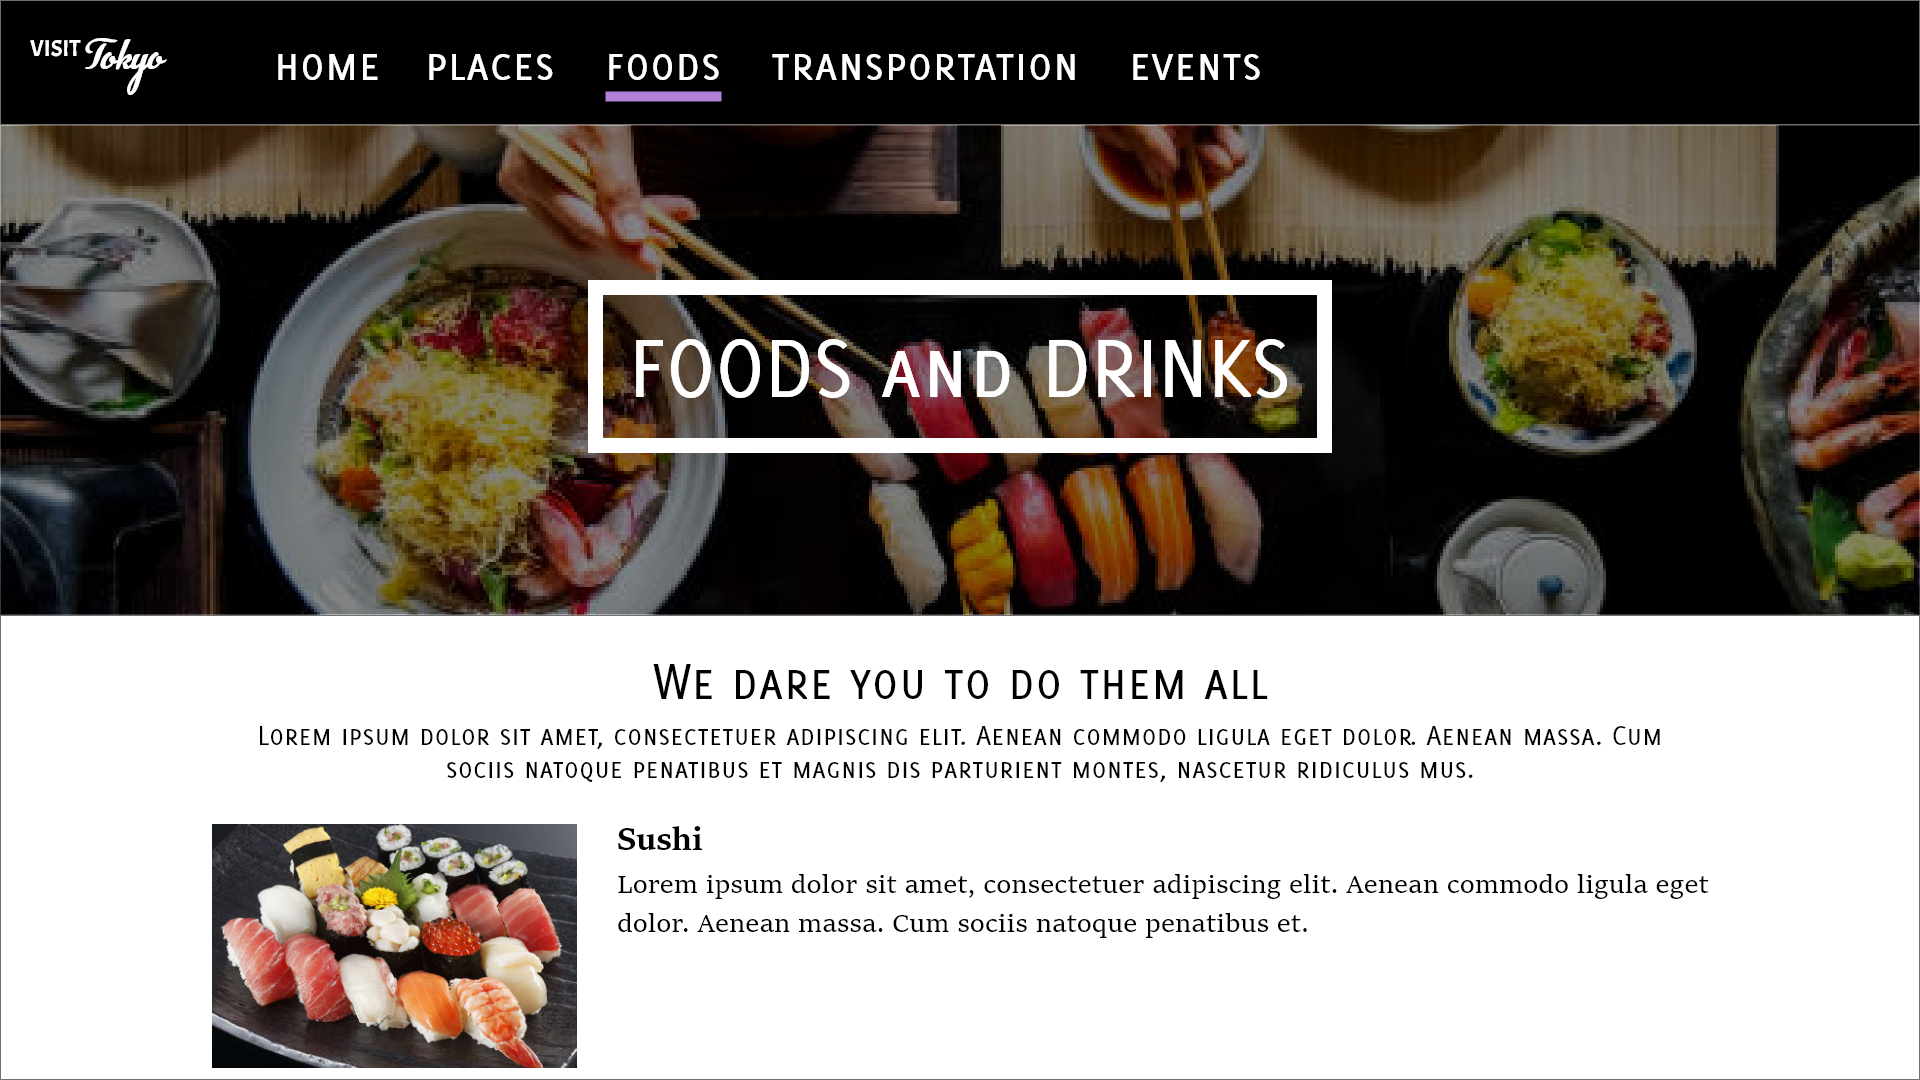 VISIT Tokyo
HOME PLACES FOODS TRANSPORTATION EVENTS
FOODS AND DRINKS
WE DARE YOU TO DO THEM ALL
LOREM IPSUM DOLOR SIT AMET, CONSECTETUER ADIPISCING ELIT. AENEAN COMMODO LIGULA EGET DOLOR. AENEAN MASSA. CUM
SOCIIS NATOQUE PENATIBUS ET MAGNIS DIS PARTURIENT MONTES, NASCETUR RIDICULUS MUS.
Sushi
Lorem ipsum dolor sit amet, consectetuer adipiscing elit. Aenean commodo ligula eget
dolor. Aenean massa. Cum sociis natoque penatibus et.